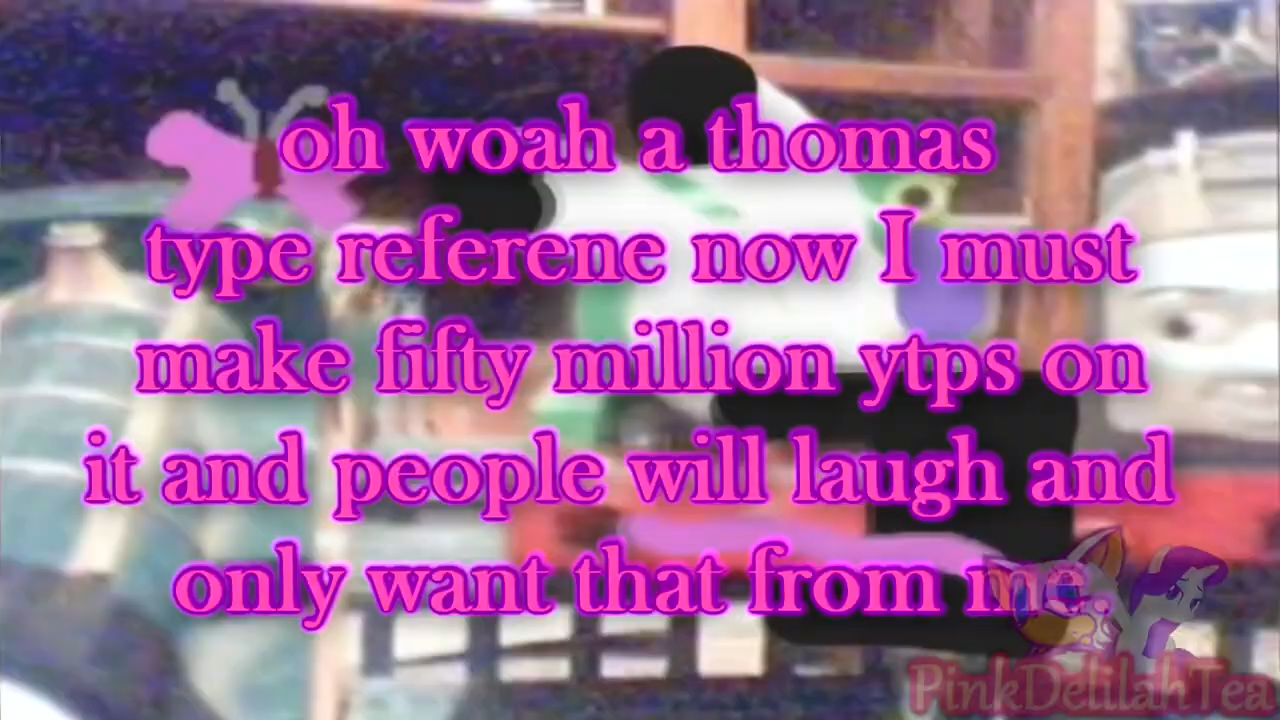 oh woah a thomas
type referene now I must
make fifty million ytps on
it and people will laugh and
only want that from me.
PinkDelilahTea